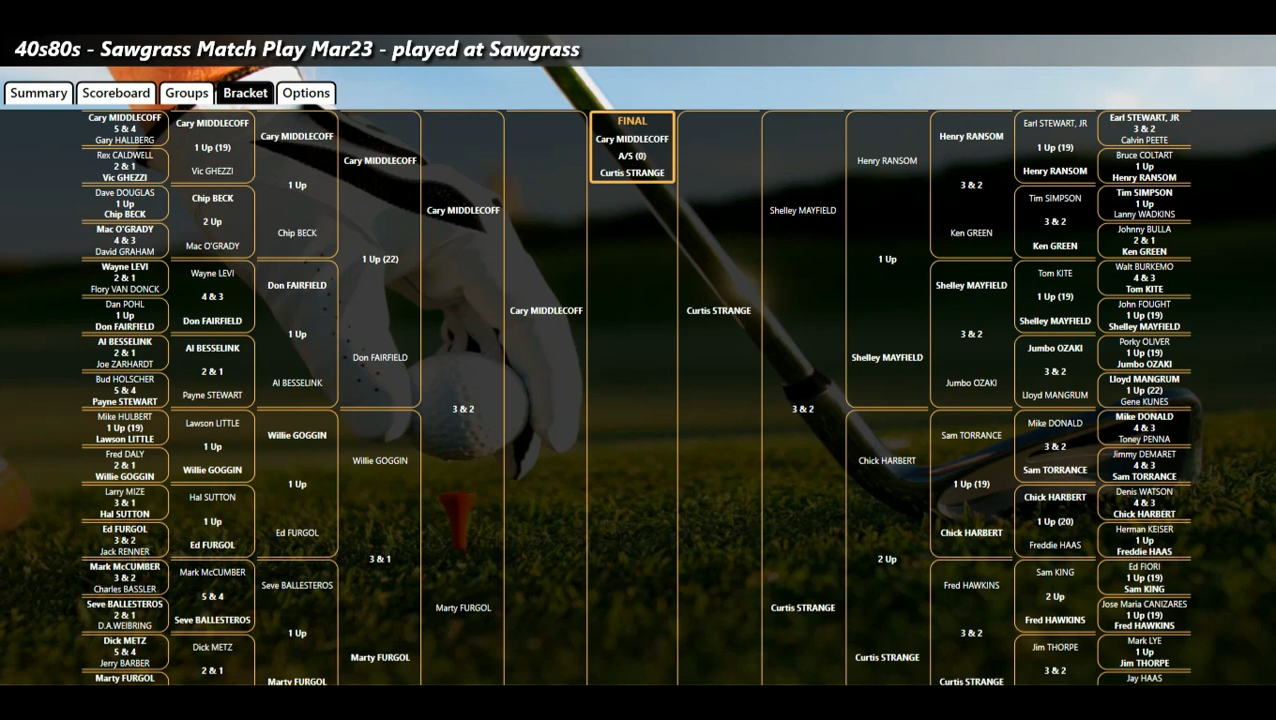 40s80s - Sawgrass Match Play Mar23 - played at Sawgrass
Summary
Scoreboard
Groups
Bracket
Options
Cary MIDDLECOFF
5 & 4
Gary HALLBERG
Rex CALDWELL
2 & 1
Vic GHEZZI
Dave DOUGLAS
1 Up
Chip BECK
Mac O'GRADY
4 & 3
David GRAHAM
Wayne LEVI
2 & 1
Flory VAN DONCK
Dan POHL
1 Up
Don FAIRFIELD
Al BESSELINK
2 & 1
Joe ZARHARDT
Bud HOLSCHER
5 & 4
Payne STEWART
Mike HULBERT
1 Up (19)
Lawson LITTLE
Fred DALY
2 & 1
Willie GOGGIN
Larry MIZE
3 & 1
Hal SUTTON
Ed FURGOL
3 & 2
Jack RENNER
Mark McCUMBER
3 & 2
Charles BASSLER
Seve BALLESTEROS
2 & 1
D.A.WEIBRING
Dick METZ
5 & 4
Jerry BARBER
Marty FURGOL
Cary MIDDLECOFF
1 Up (19)
Vic GHEZZI
Chip BECK
2 Up
Mac O'GRADY
Wayne LEVI
4 & 3
Don FAIRFIELD
Al BESSELINK
2 & 1
Payne STEWART
Lawson LITTLE
1 Up
Willie GOGGIN
Hal SUTTON
1 Up
Ed FURGOL
Mark McCUMBER
5 & 4
Seve BALLESTEROS
Dick METZ
2 & 1
Cary MIDDLECOFF
1 Up
Chip BECK
Don FAIRFIELD
1 Up
Al BESSELINK
Willie GOGGIN
1 Up
Ed FURGOL
Seve BALLESTEROS
1 Up
Marty FURGOL
Cary MIDDLECOFF
1 Up (22)
Don FAIRFIELD
Willie GOGGIN
3 & 1
Marty FURGOL
Cary MIDDLECOFF
3 & 2
Marty FURGOL
Cary MIDDLECOFF
FINAL
Cary MIDDLECOFF
A/S (0)
Curtis STRANGE
Curtis STRANGE
Shelley MAYFIELD
3 & 2
Curtis STRANGE
Henry RANSOM
1 Up
Shelley MAYFIELD
Chick HARBERT
2 Up
Curtis STRANGE
Henry RANSOM
3 & 2
Ken GREEN
Shelley MAYFIELD
3 & 2
Jumbo OZAKI
Sam TORRANCE
1 Up (19)
Chick HARBERT
Fred HAWKINS
3 & 2
Curtis STRANGE
Earl STEWART, JR
1 Up (19)
Henry RANSOM
Tim SIMPSON
3 & 2
Ken GREEN
Tom KITE
1 Up (19)
Shelley MAYFIELD
Jumbo OZAKI
3 & 2
Lloyd MANGRUM
Mike DONALD
3 & 2
Sam TORRANCE
Chick HARBERT
1 Up (20)
Freddie HAAS
Sam KING
2 Up
Fred HAWKINS
Jim THORPE
3 & 2
Earl STEWART, JR
3 & 2
Calvin PEETE
Bruce COLTART
1 Up
Henry RANSOM
Tim SIMPSON
1 Up
Lanny WADKINS
Johnny BULLA
2 & 1
Ken GREEN
Walt BURKEMO
4 & 3
Tom KITE
John FOUGHT
1 Up (19)
Shelley MAYFIELD
Porky OLIVER
1 Up (19)
Jumbo OZAKI
Lloyd MANGRUM
1 Up (22)
Gene KUNES
Mike DONALD
4 & 3
Toney PENNA
Jimmy DEMARET
4 & 3
Sam TORRANCE
Denis WATSON
4 & 3
Chick HARBERT
Herman KEISER
1 Up
Freddie HAAS
Ed FIORI
1 Up (19)
Sam KING
Jose Maria CANIZARES
1 Up (19)
Fred HAWKINS
Mark LYE
1 Up
Jim THORPE
Jay HAAS